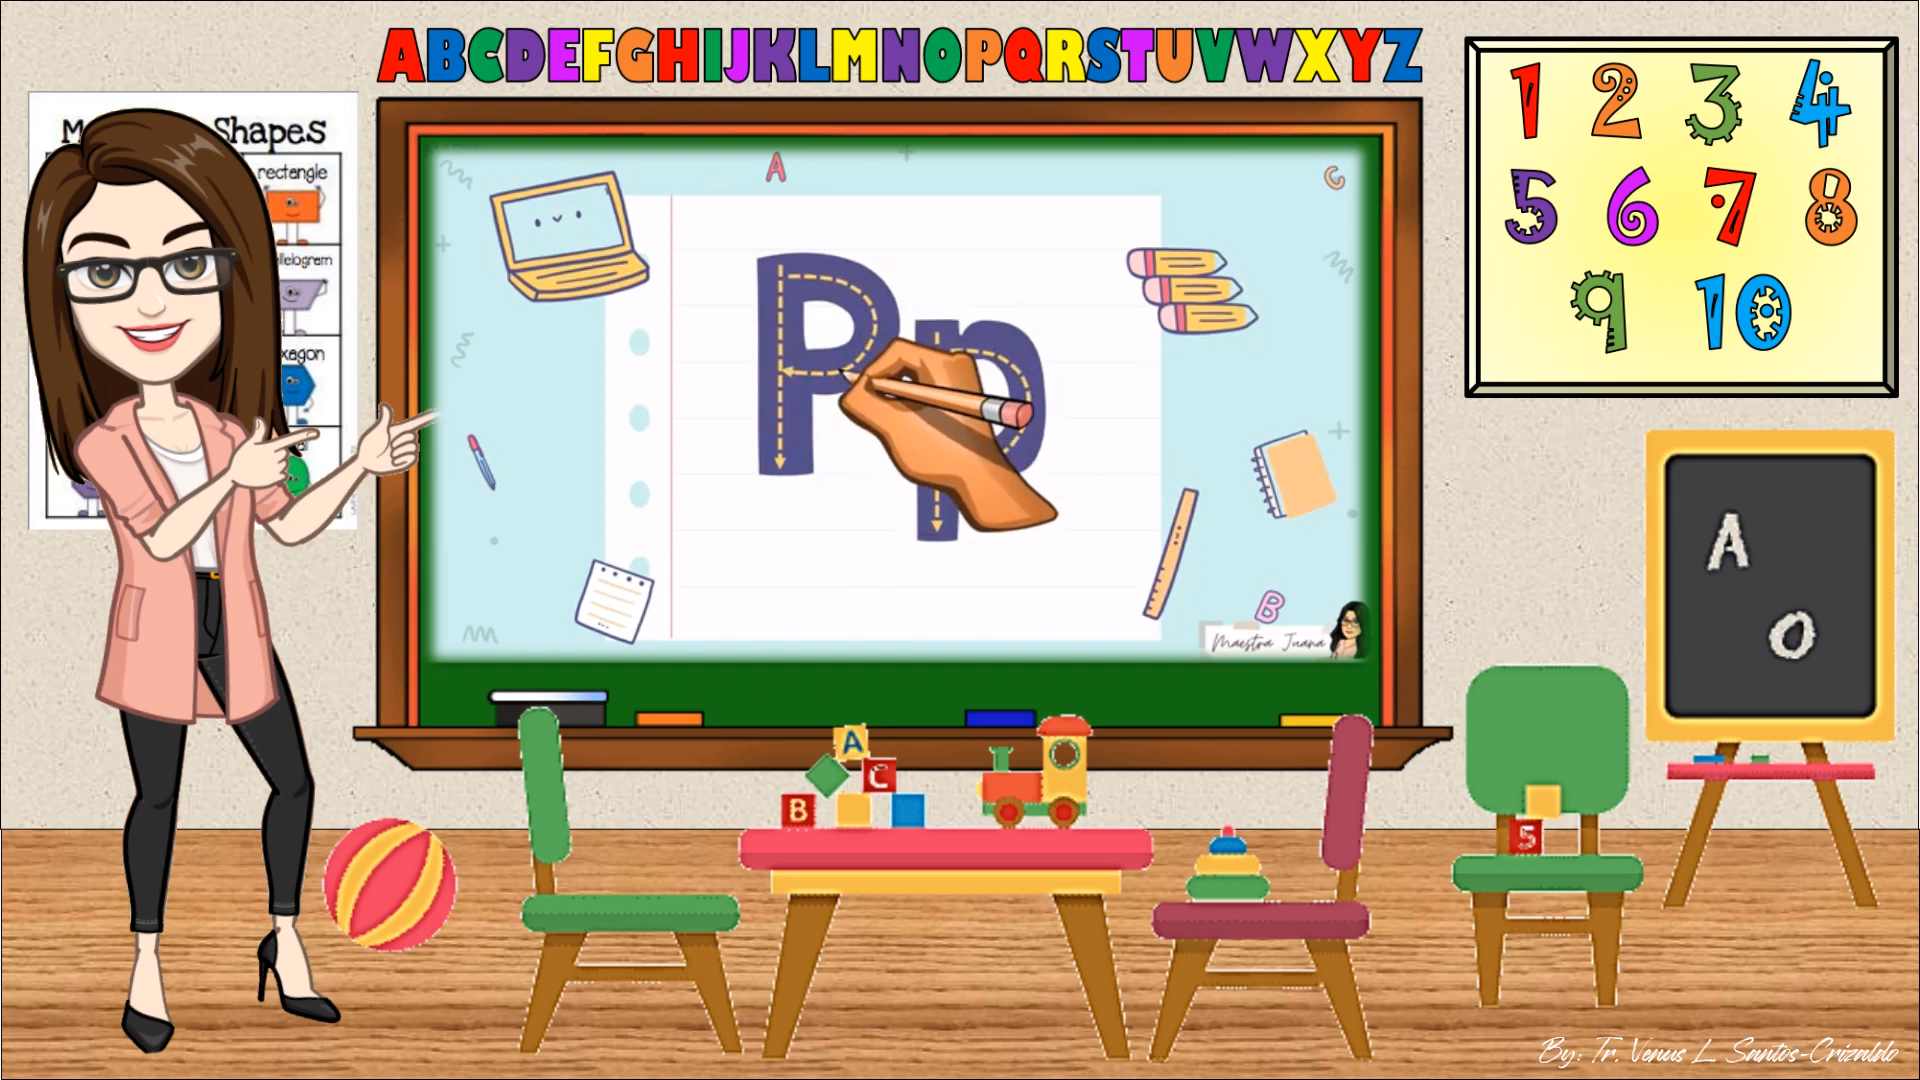 ABCDEFGHIJKLMNOPQRSTUVWXYZ
Shapes
rectangle
A
C
Pp
B
Maestra Juana
1 2 3 4
5 6 7 8
9 10
A
O
A
C
B
5
By: Tr. Venus L. Santos-Crizaldo